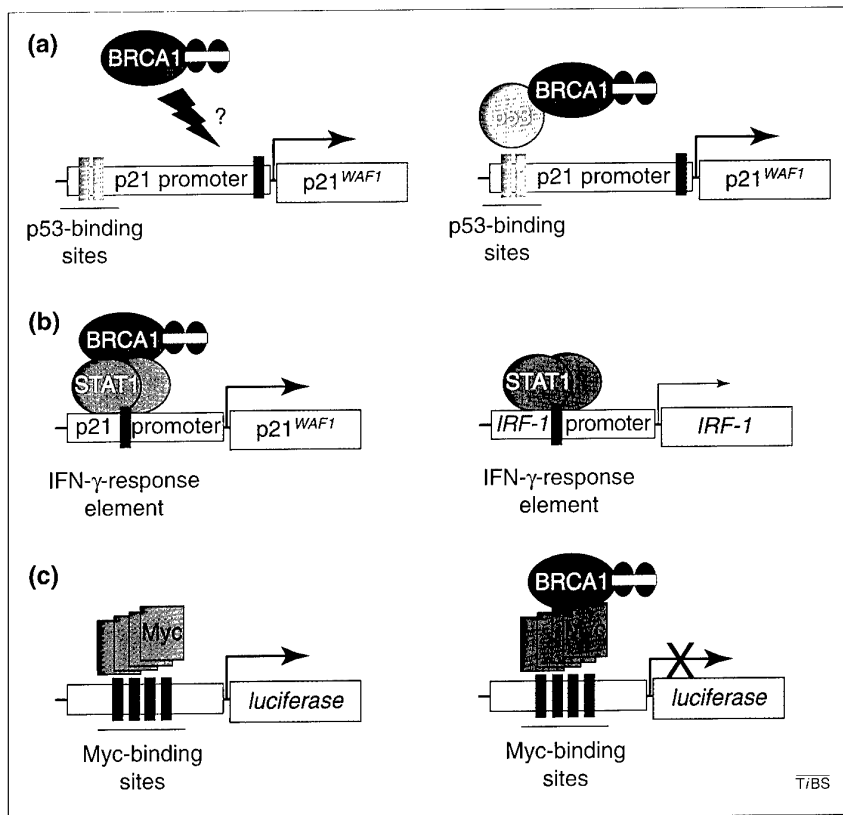 (a)
BRCA1
?
p21 promoter
p21WAF1
p53-binding
sites
p53
BRCA1
p21 promoter
p21WAF1
p53-binding
sites
(b)
BRCA1
STAT1
p21 promoter
p21WAF1
IFN-γ-response
element
STAT1
IRF-1 promoter
IRF-1
IFN-γ-response
element
(c)
Myc
luciferase
Myc-binding
sites
BRCA1
Myc
luciferase
Myc-binding
sites
TiBS